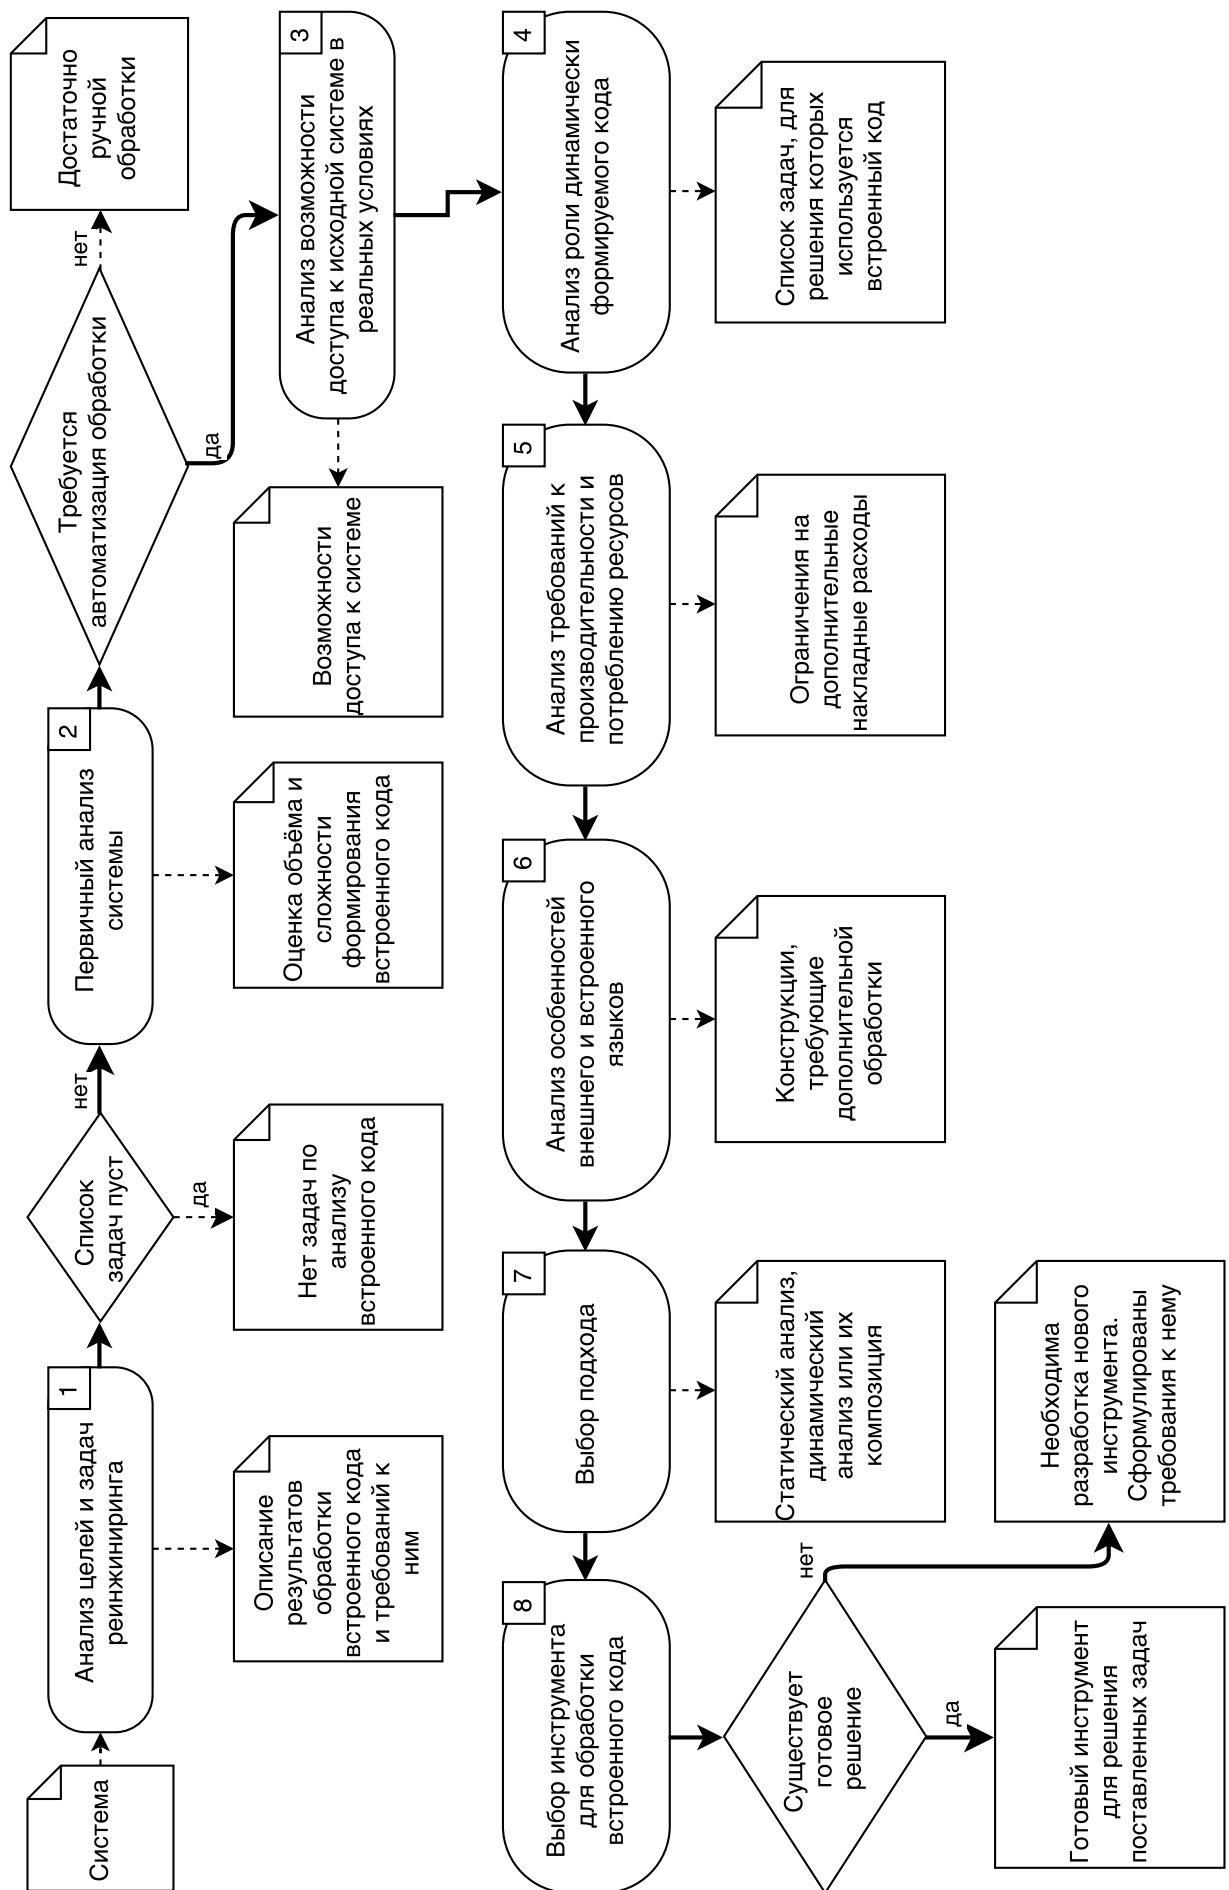 Система
1
Анализ целей и задач
реинжиниринга
Описание
результатов
обработки
встроенного кода
и требований к
ним
Список
задач пуст
да
Нет задач по
анализу
встроенного кода
нет
2
Первичный анализ
системы
Оценка объёма и
сложности
формирования
встроенного кода
Требуется
автоматизация обработки
нет
Достаточно
ручной
обработки
да
3
Анализ возможности
доступа к исходной системе в
реальных условиях
Возможности
доступа к системе
4
Анализ роли динамически
формируемого кода
Список задач, для
решения которых
используется
встроенный код
5
Анализ требований к
производительности и
потреблению ресурсов
Ограничения на
дополнительные
накладные расходы
6
Анализ особенностей
внешнего и встроенного
языков
Конструкции,
требующие
дополнительной
обработки
7
Выбор подхода
Статический анализ,
динамический
анализ или их
композиция
8
Выбор инструмента
для обработки
встроенного кода
Существует
готовое
решение
нет
Необходима
разработка нового
инструмента.
Сформулированы
требования к нему
да
Готовый инструмент
для решения
поставленных задач